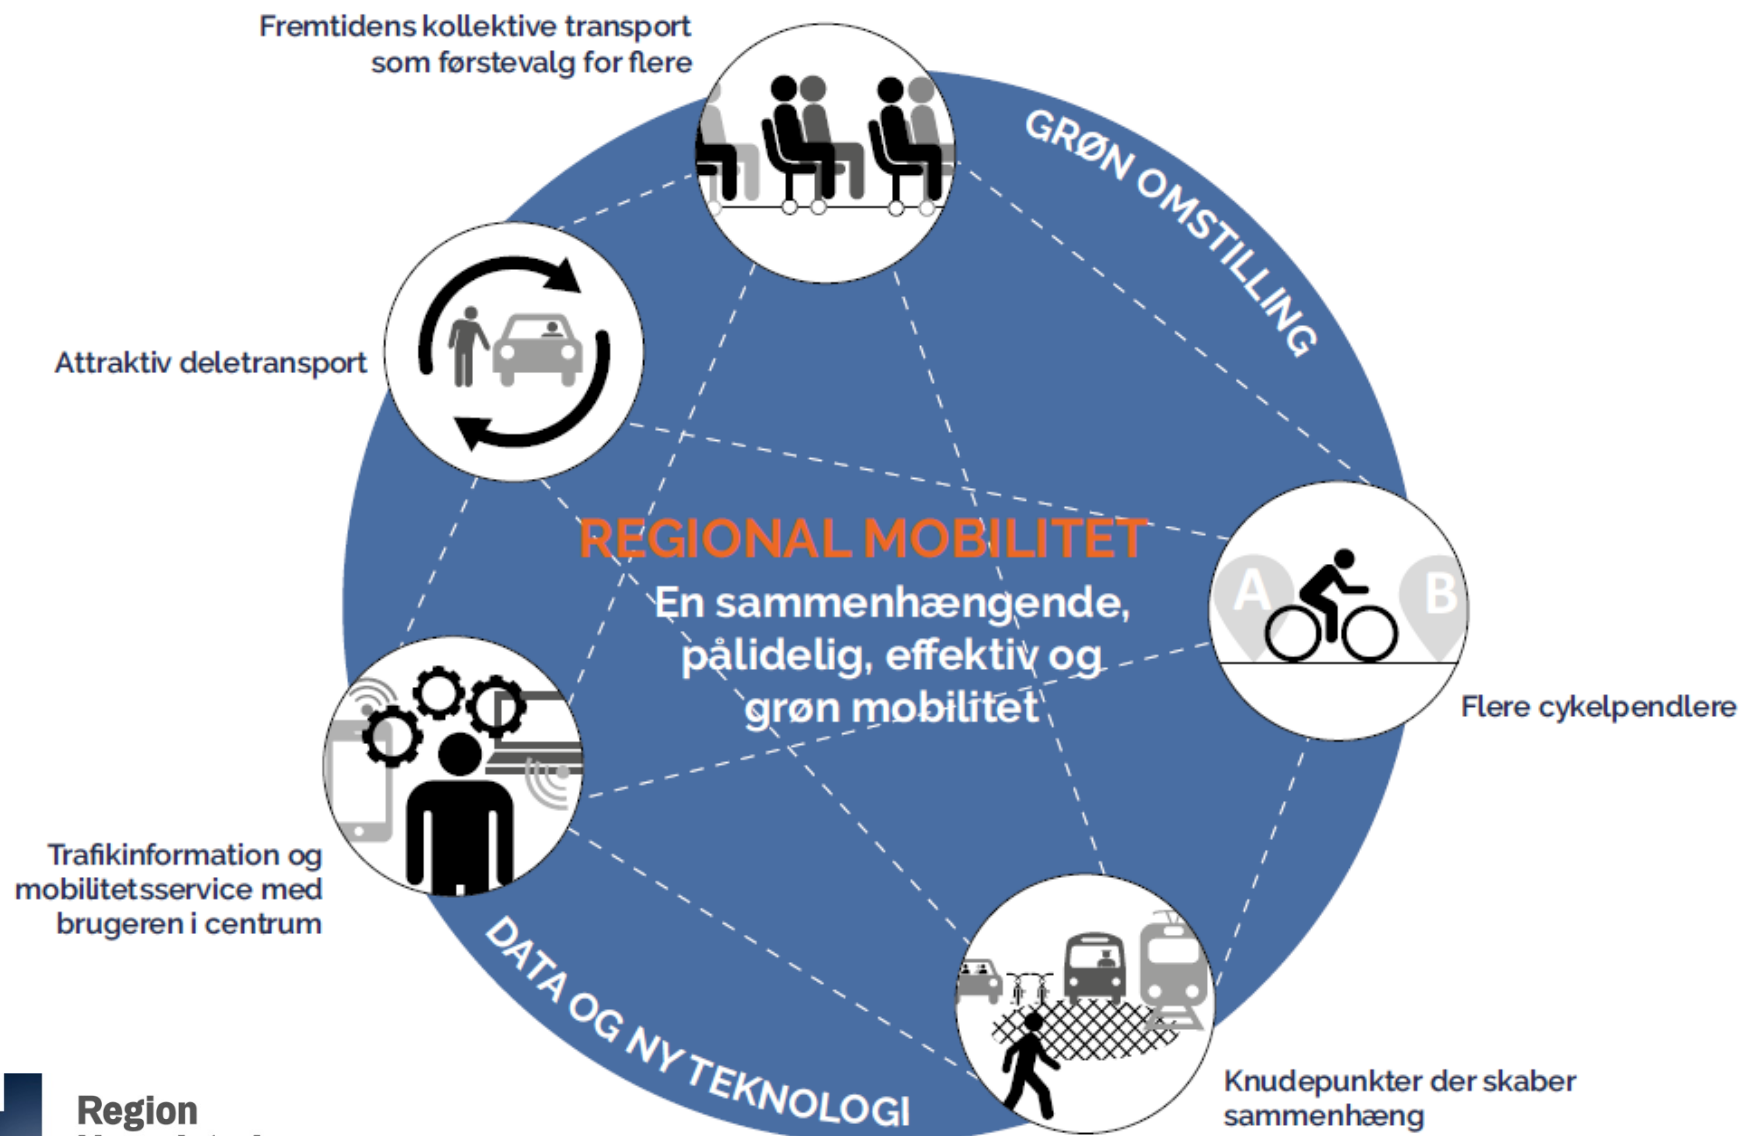 Fremtidens kollektive transport
som førstevalg for flere
GRØN OMSTILLING
Attraktiv deletransport
REGIONAL MOBILITET
En sammenhængende,
pålidelig, effektiv og
grøn mobilitet
A
B
Flere cykelpendlere
Trafikinformation og
mobilitetsservice med
brugeren i centrum
DATA OG NY TEKNOLOGI
Knudepunkter der skaber
sammenhæng
Region